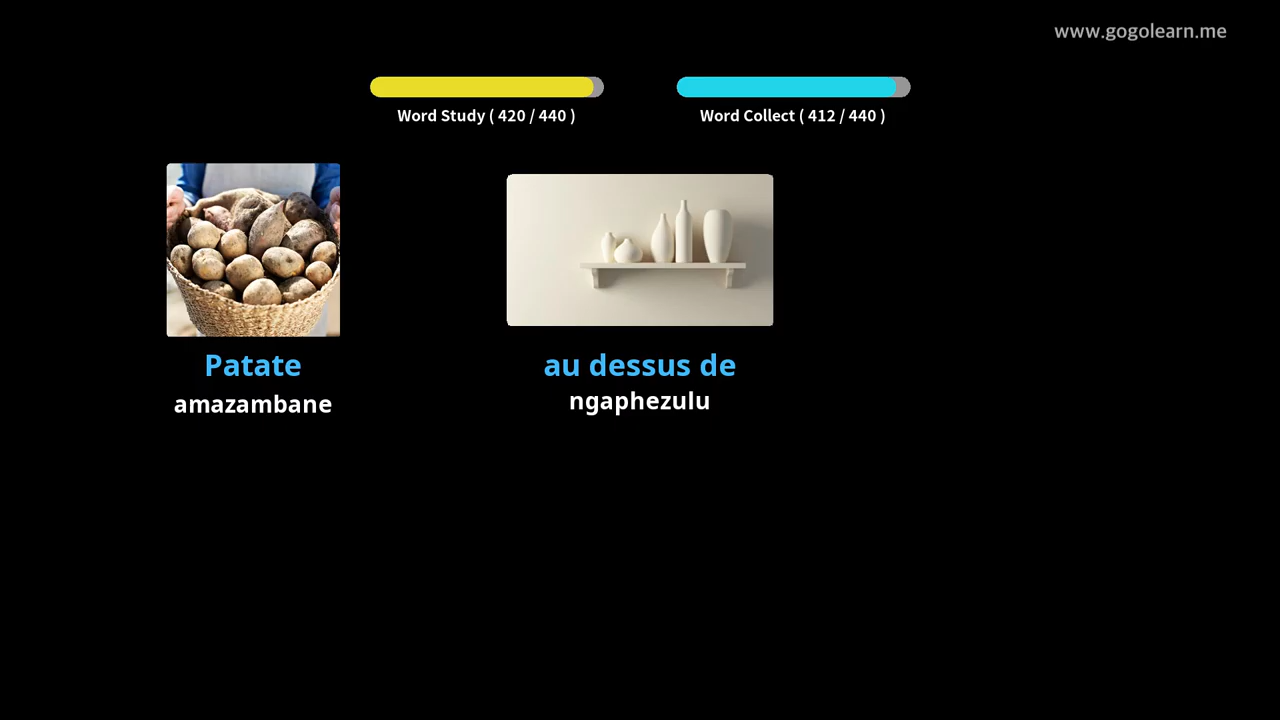 www.gogolearn.me
Word Study ( 420 / 440 )
Word Collect ( 412 / 440 )
Patate
amazambane
au dessus de
ngaphezulu